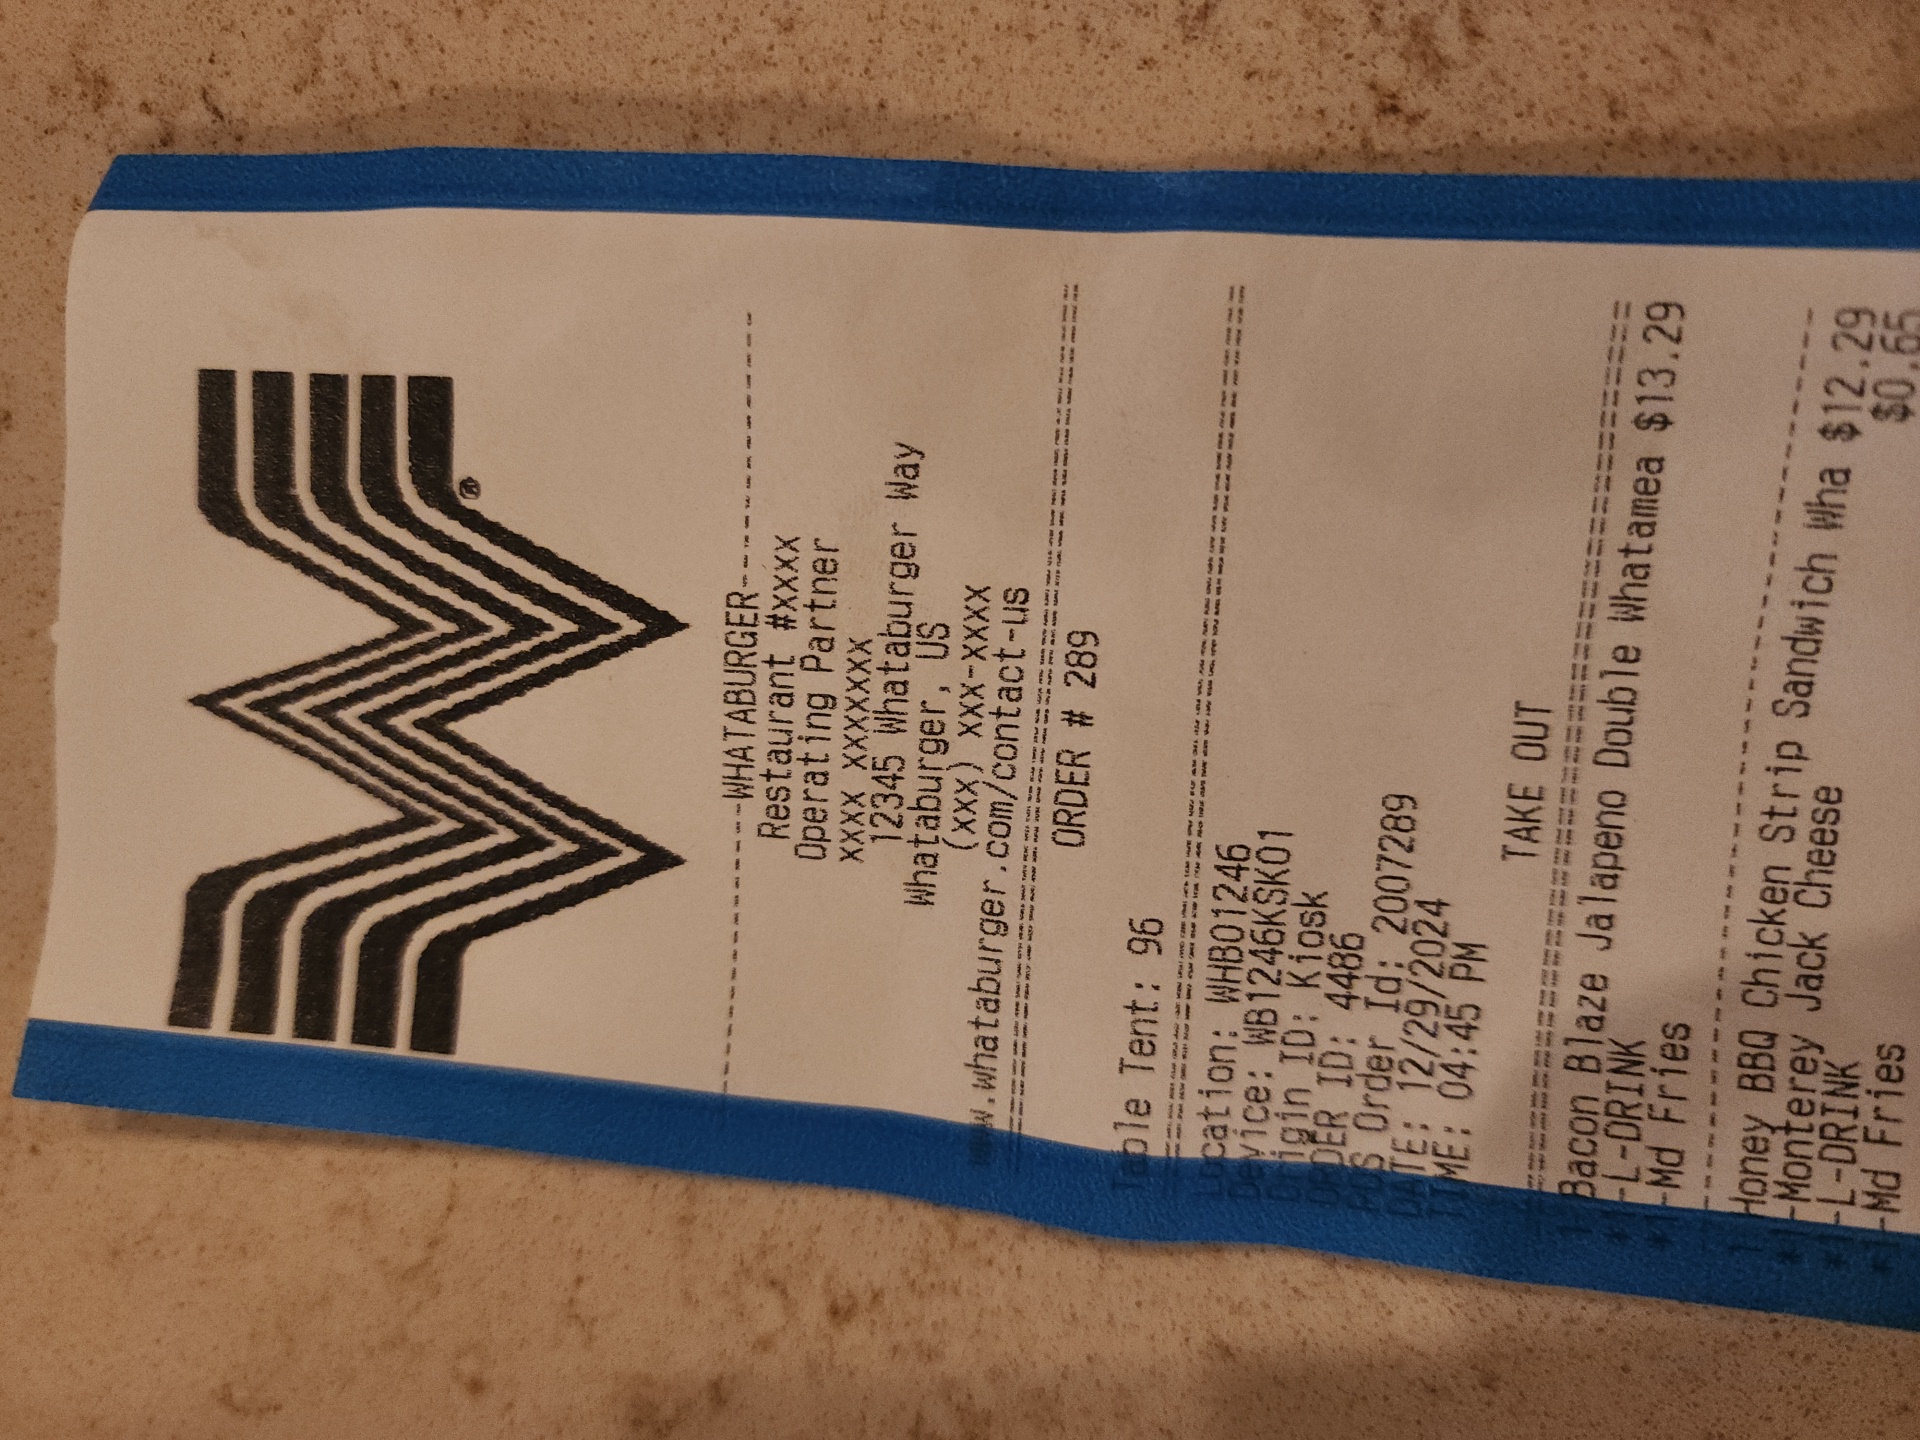 ®
--WHATABURGER--
Restaurant #xxxx
Operating Partner
xxxx xxxxxxx
12345 Whataburger Way
Whataburger, US
(xxx) xxx-xxxx
www.whataburger.com/contact-us
ORDER # 289
Table Tent: 96
Location: WHB01246
Device: WB1246KSK01
Origin ID: Kiosk
ORDER ID: 4486
POS Order Id: 2007289
DATE: 12/29/2024
TIME: 04:45 PM
TAKE OUT
1 Bacon Blaze Jalapeno Double Whatamea $13.29
*1-L-DRINK
*1-Md Fries
1 Honey BBQ Chicken Strip Sandwich Wha $12.29
*1-Monterey Jack Cheese $0.65
*1-L-DRINK
*1-Md Fries